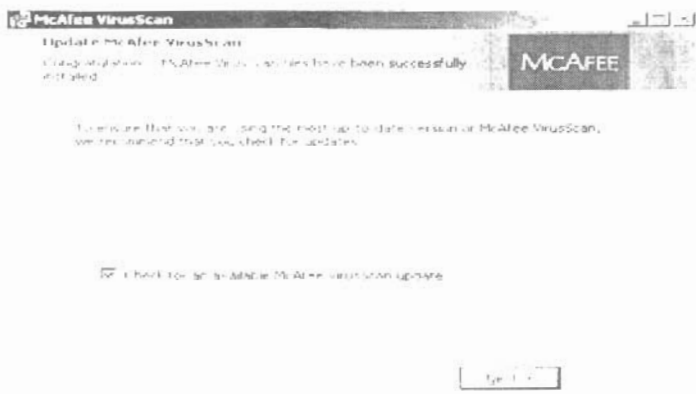 McAfee VirusScan
Update McAfee VirusScan
Congratulations! McAfee VirusScan files have been successfully
installed.
MCAFEE
To ensure that you are using the most up to date version of McAfee VirusScan,
we recommend that you check for updates.
Check for an available McAfee VirusScan update